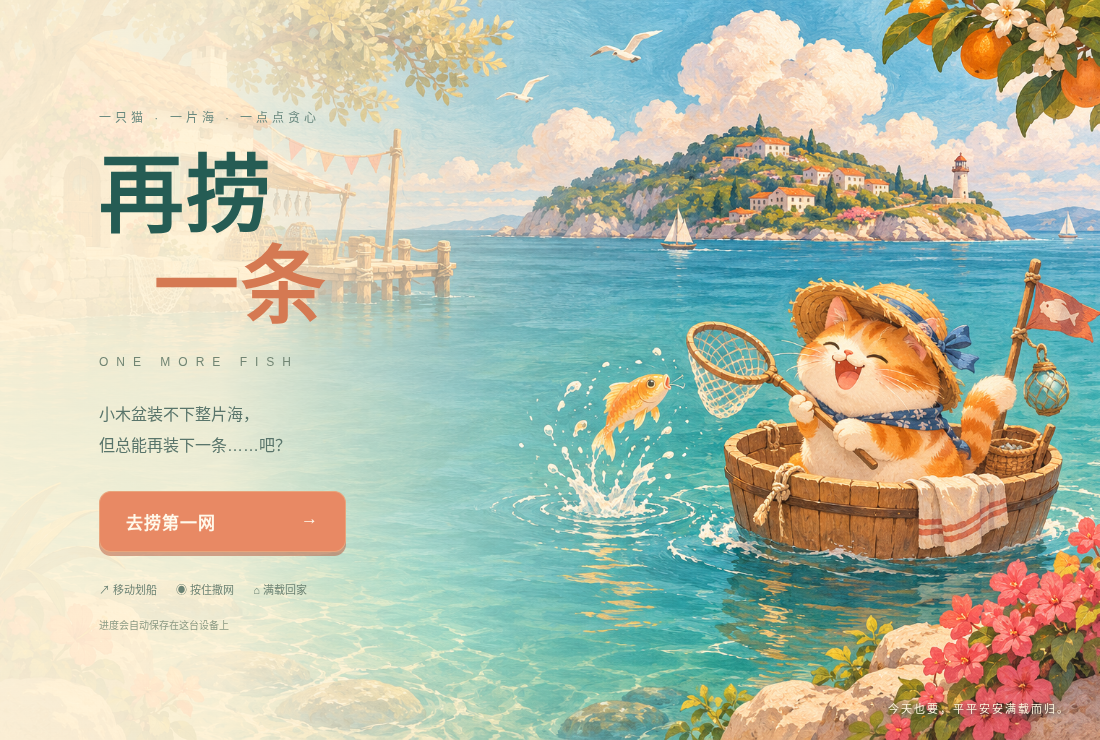 一只猫 · 一片海 · 一点点贪心
再捞
一条
ONE MORE FISH
小木盆装不下整片海，
但总能再装下一条……吧？
去捞第一网 →
↗ 移动划船 ◉ 按住撒网 ⌂ 满载回家
进度会自动保存在这台设备上
今天也要，平平安安满载而归。